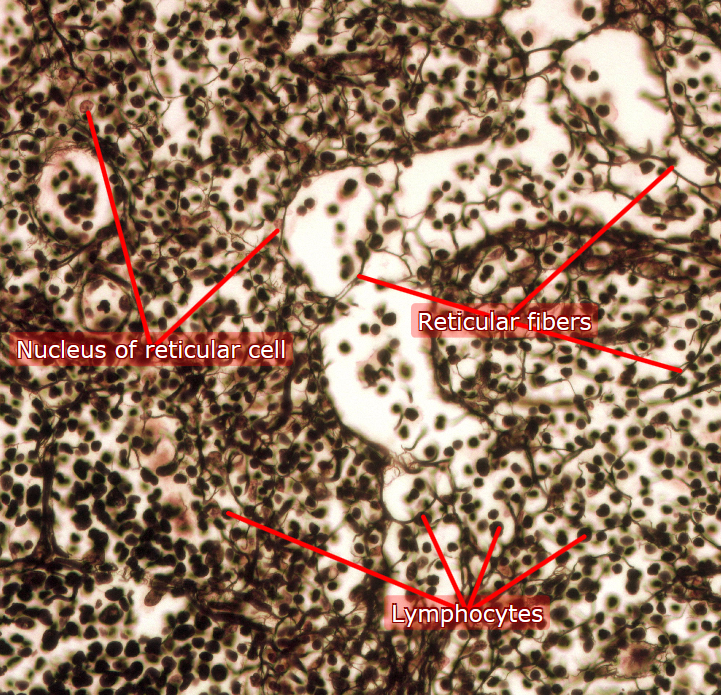 Reticular fibers
Nucleus of reticular cell
Lymphocytes